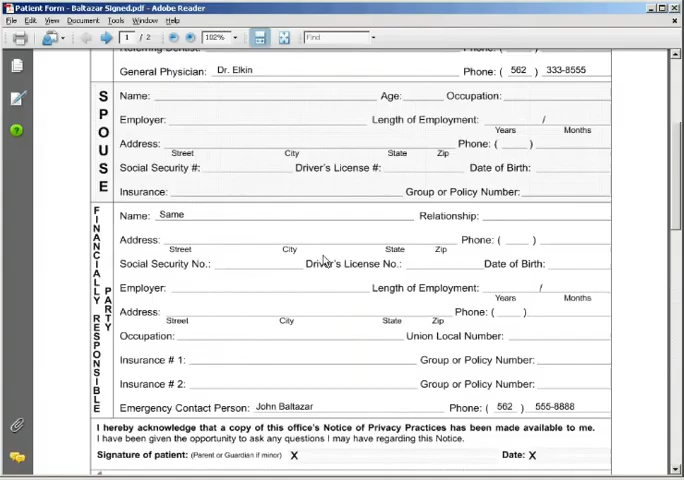 Patient Form - Baltazar Signed.pdf - Adobe Reader
File Edit View Document Tools Window Help
1 / 2 102% Find
Referring Dentist: Phone: ( )
General Physician: Dr. Elkin Phone: ( 562 ) 333-8555
SPOUSE
Name: Age: Occupation:
Employer: Length of Employment: /
Years Months
Address: Phone: ( )
Street City State Zip
Social Security #: Driver's License #: Date of Birth:
Insurance: Group or Policy Number:
FINANCIALLY RESPONSIBLE
PARTY
Name: Same Relationship:
Address: Phone: ( )
Street City State Zip
Social Security No.: Driver's License No.: Date of Birth:
Employer: Length of Employment: /
Years Months
Address: Phone: ( )
Street City State Zip
Occupation: Union Local Number:
Insurance # 1: Group or Policy Number:
Insurance # 2: Group or Policy Number:
Emergency Contact Person: John Baltazar Phone: ( 562 ) 555-8888
I hereby acknowledge that a copy of this office's Notice of Privacy Practices has been made available to me.
I have been given the opportunity to ask any questions I may have regarding this Notice.
Signature of patient: (Parent or Guardian if minor) X Date: X